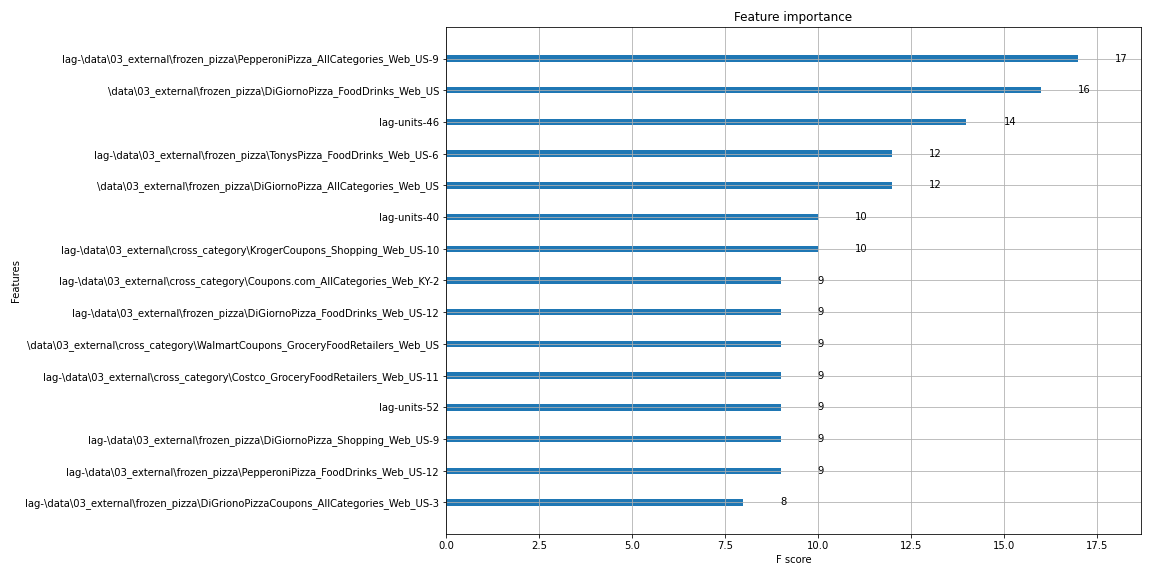 Feature importance
Features
lag-\data\03_external\frozen_pizza\PepperoniPizza_AllCategories_Web_US-9 17
\data\03_external\frozen_pizza\DiGiornoPizza_FoodDrinks_Web_US 16
lag-units-46 14
lag-\data\03_external\frozen_pizza\TonysPizza_FoodDrinks_Web_US-6 12
\data\03_external\frozen_pizza\DiGiornoPizza_AllCategories_Web_US 12
lag-units-40 10
lag-\data\03_external\cross_category\KrogerCoupons_Shopping_Web_US-10 10
lag-\data\03_external\cross_category\Coupons.com_AllCategories_Web_KY-2 9
lag-\data\03_external\frozen_pizza\DiGiornoPizza_FoodDrinks_Web_US-12 9
\data\03_external\cross_category\WalmartCoupons_GroceryFoodRetailers_Web_US 9
lag-\data\03_external\cross_category\Costco_GroceryFoodRetailers_Web_US-11 9
lag-units-52 9
lag-\data\03_external\frozen_pizza\DiGiornoPizza_Shopping_Web_US-9 9
lag-\data\03_external\frozen_pizza\PepperoniPizza_FoodDrinks_Web_US-12 9
lag-\data\03_external\frozen_pizza\DiGrionoPizzaCoupons_AllCategories_Web_US-3 8
0.0 2.5 5.0 7.5 10.0 12.5 15.0 17.5
F score